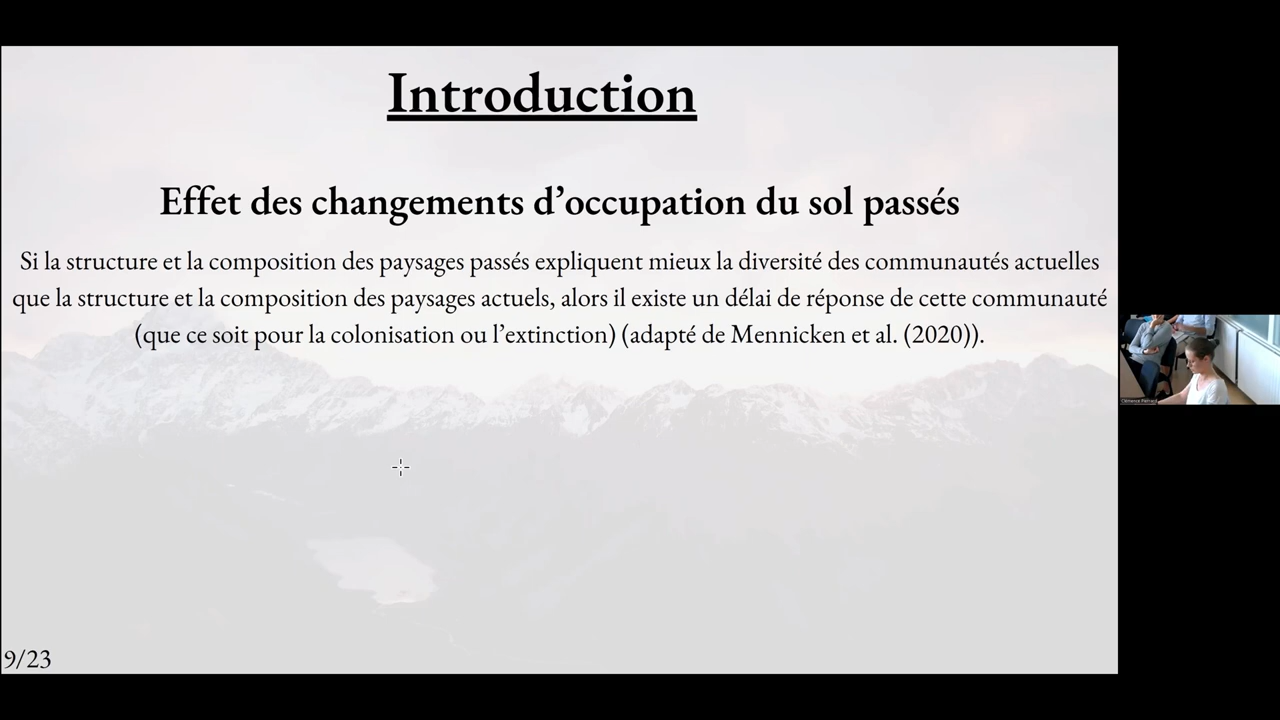 Introduction
Effet des changements d’occupation du sol passés
Si la structure et la composition des paysages passés expliquent mieux la diversité des communautés actuelles
que la structure et la composition des paysages actuels, alors il existe un délai de réponse de cette communauté
(que ce soit pour la colonisation ou l’extinction) (adapté de Mennicken et al. (2020)).
9/23